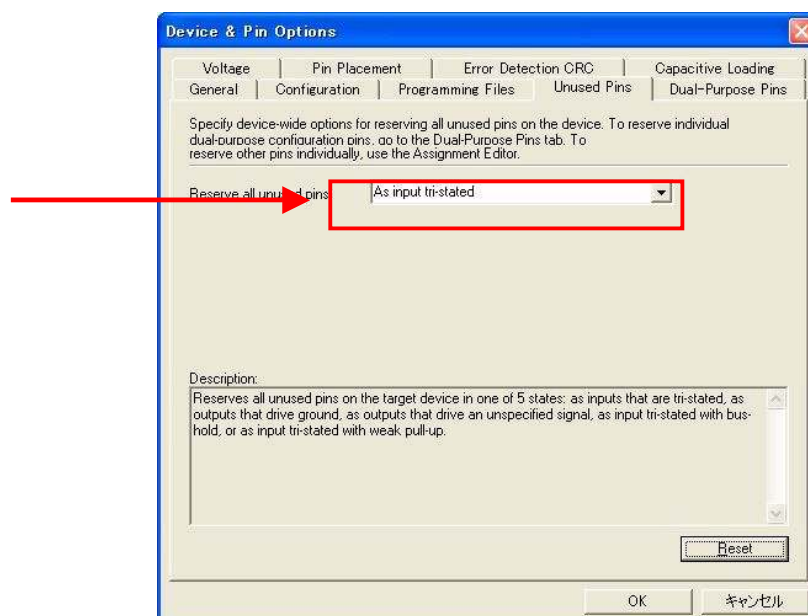 Device & Pin Options
Voltage Pin Placement Error Detection CRC Capacitive Loading
General Configuration Programming Files Unused Pins Dual-Purpose Pins
Specify device-wide options for reserving all unused pins on the device. To reserve individual
dual-purpose configuration pins, go to the Dual-Purpose Pins tab. To
reserve other pins individually, use the Assignment Editor.
Reserve all unused pins As input tri-stated
Description:
Reserves all unused pins on the target device in one of 5 states: as inputs that are tri-stated, as
outputs that drive ground, as outputs that drive an unspecified signal, as input tri-stated with bus-
hold, or as input tri-stated with weak pull-up.
Reset
OK キャンセル